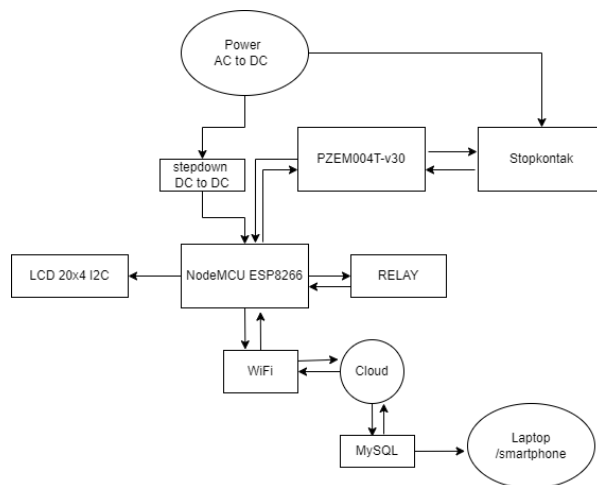 Power
AC to DC
stepdown
DC to DC
PZEM004T-v30
Stopkontak
LCD 20x4 I2C
NodeMCU ESP8266
RELAY
WiFi
Cloud
MySQL
Laptop
/smartphone